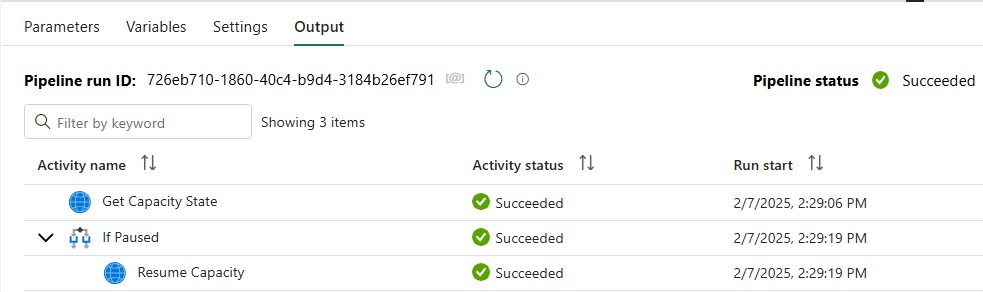 Parameters Variables Settings Output
Pipeline run ID: 726eb710-1860-40c4-b9d4-3184b26ef791 [@] Pipeline status Succeeded
Filter by keyword Showing 3 items
Activity name Activity status Run start
Get Capacity State Succeeded 2/7/2025, 2:29:06 PM
If Paused Succeeded 2/7/2025, 2:29:19 PM
Resume Capacity Succeeded 2/7/2025, 2:29:19 PM